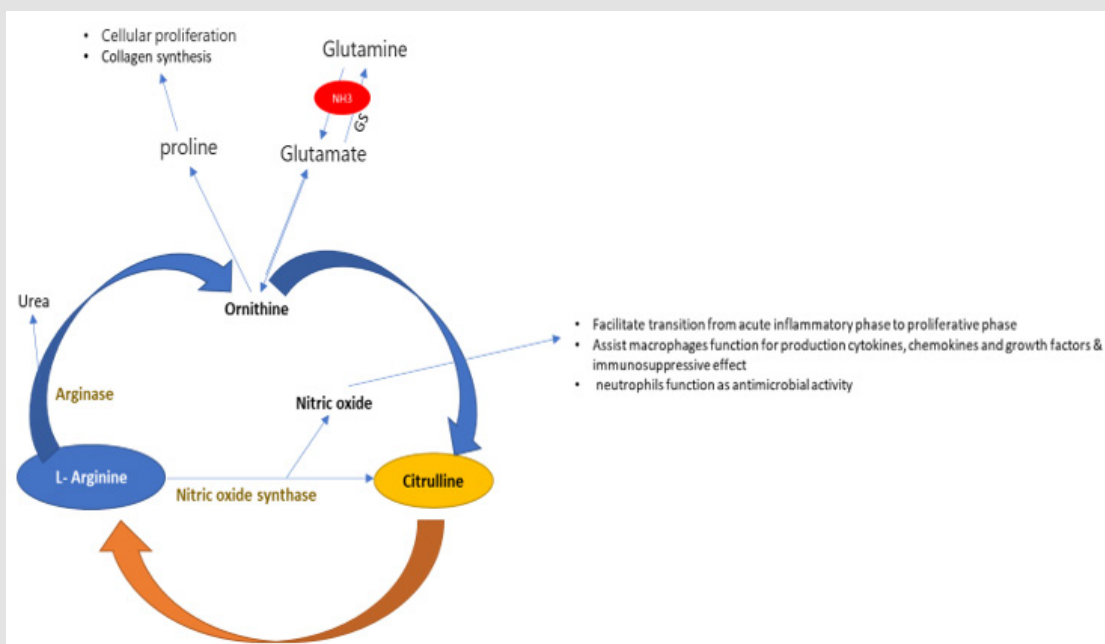 • Cellular proliferation
• Collagen synthesis
Glutamine
NH3
GS
proline
Glutamate
Urea
Ornithine
• Facilitate transition from acute inflammatory phase to proliferative phase
• Assist macrophages function for production cytokines, chemokines and growth factors &
immunosuppressive effect
• neutrophils function as antimicrobial activity
Arginase
Nitric oxide
L- Arginine
Nitric oxide synthase
Citrulline